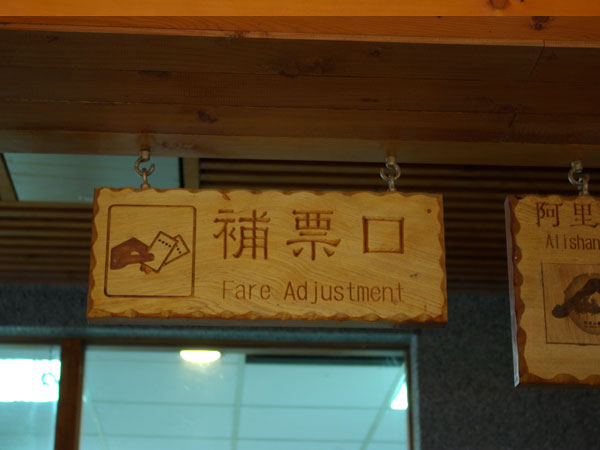 補票口
Fare Adjustment
阿里
Alishan